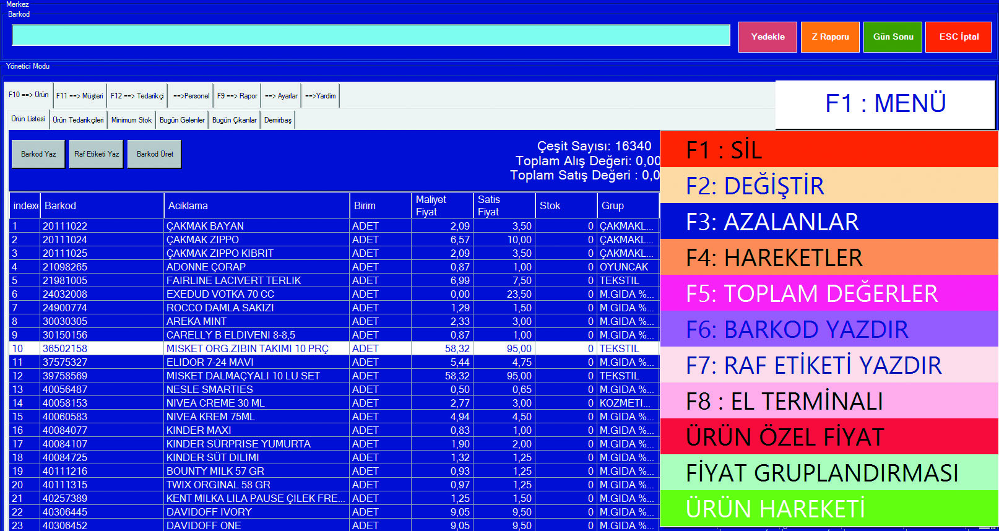 Merkez
Barkod
Yedekle Z Raporu Gün Sonu ESC İptal
Yönetici Modu
F10 ==> Ürün F11 ==> Müşteri F12 ==> Tedarikçi ==>Personel F9 ==> Rapor ==> Ayarlar ==>Yardim
F1 : MENÜ
Ürün Listesi Ürün Tedarikçileri Minimum Stok Bugün Gelenler Bugün Çıkanlar Demirbaş
Barkod Yaz Raf Etiketi Yaz Barkod Üret
Çeşit Sayısı: 16340
Toplam Alış Değeri: 0,00
Toplam Satış Değeri : 0,0
F1 : SİL
F2: DEĞİŞTİR
F3: AZALANLAR
F4: HAREKETLER
F5: TOPLAM DEĞERLER
F6: BARKOD YAZDIR
F7: RAF ETİKETİ YAZDIR
F8 : EL TERMİNALI
ÜRÜN ÖZEL FİYAT
FİYAT GRUPLANDIRMASI
ÜRÜN HAREKETİ
indexe Barkod Aciklama Birim Maliyet Fiyat Satis Fiyat Stok Grup
1 20111022 ÇAKMAK BAYAN ADET 2,09 3,50 0 ÇAKMAKL...
2 20111024 ÇAKMAK ZIPPO ADET 6,57 10,00 0 ÇAKMAKL...
3 20111025 ÇAKMAK ZIPPO KIBRIT ADET 2,09 3,50 0 ÇAKMAKL...
4 21098265 ADONNE ÇORAP ADET 0,87 1,00 0 OYUNCAK
5 21981005 FAIRLINE LACIVERT TERLIK ADET 6,99 7,50 0 TEKSTIL
6 24032008 EXEDUD VOTKA 70 CC ADET 0,00 23,50 0 M.GIDA %...
7 24900774 ROCCO DAMLA SAKIZI ADET 1,29 1,50 0 M.GIDA %...
8 30030305 AREKA MINT ADET 2,33 3,00 0 M.GIDA %...
9 30150156 CARELLY B ELDIVENI 8-8,5 ADET 0,87 1,00 0 M.GIDA %...
10 36502158 MISKET ORG.ZIBIN TAKIMI 10 PRÇ ADET 58,32 95,00 0 TEKSTIL
11 37575327 ELIDOR 7-24 MAVI ADET 5,44 4,75 0 M.GIDA %...
12 39758569 MISKET DALMAÇYALI 10 LU SET ADET 58,32 95,00 0 TEKSTIL
13 40056487 NESLE SMARTIES ADET 0,50 0,65 0 M.GIDA %...
14 40058153 NIVEA CREME 30 ML ADET 2,77 3,00 0 KOZMETI...
15 40060583 NIVEA KREM 75ML ADET 4,94 4,50 0 M.GIDA %...
16 40084077 KINDER MAXI ADET 0,83 1,00 0 M.GIDA %...
17 40084107 KINDER SÜRPRISE YUMURTA ADET 1,90 2,00 0 M.GIDA %...
18 40084725 KINDER SÜT DILIMI ADET 1,32 1,25 0 M.GIDA %...
19 40111216 BOUNTY MILK 57 GR ADET 0,93 1,25 0 M.GIDA %...
20 40111315 TWIX ORGINAL 58 GR ADET 0,97 1,25 0 M.GIDA %...
21 40257389 KENT MILKA LILA PAUSE ÇILEK FRE... ADET 1,25 1,50 0 M.GIDA %...
22 40306445 DAVIDOFF IVORY ADET 9,05 9,50 0 M.GIDA %...
23 40306452 DAVIDOFF ONE ADET 9,05 9,50 0 M.GIDA %...